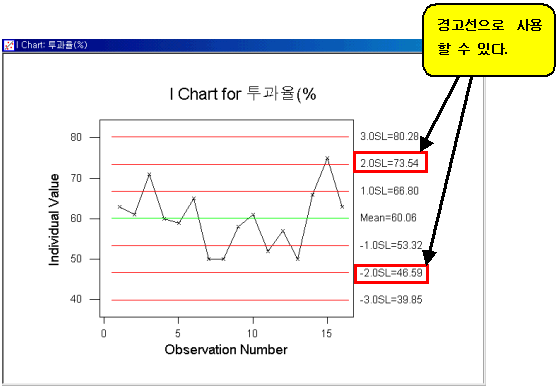 경고선으로 사용
할 수 있다.
I Chart: 투과율(%)
I Chart for 투과율(%
80
70
60
50
40
Individual Value
3.0SL=80.28
2.0SL=73.54
1.0SL=66.80
Mean=60.06
-1.0SL=53.32
-2.0SL=46.59
-3.0SL=39.85
0
5
10
15
Observation Number